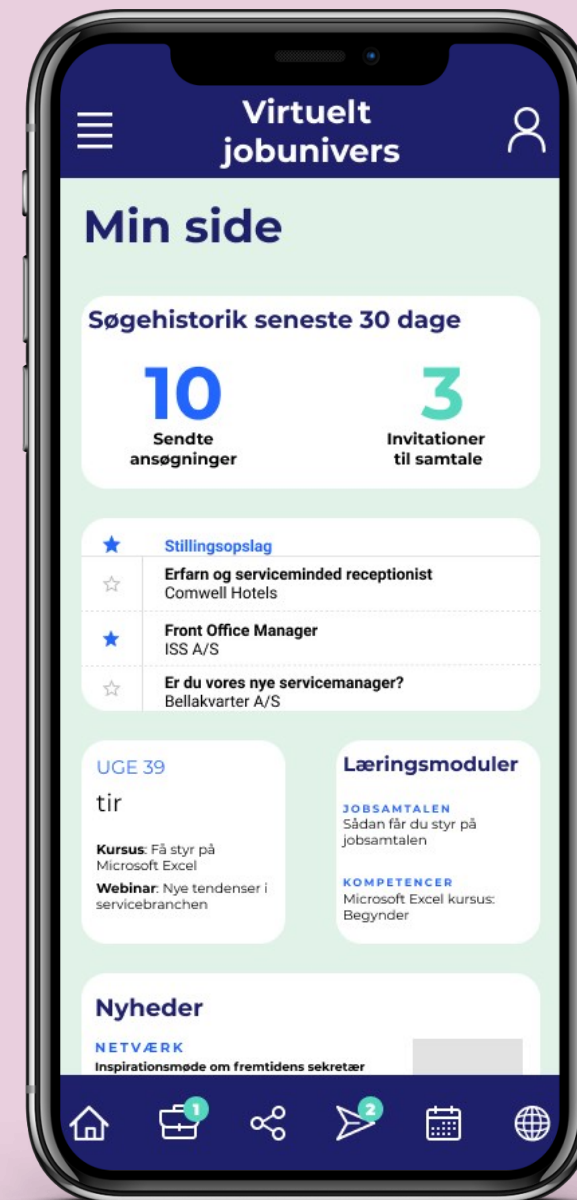 Virtuelt
jobunivers
Min side
Søgehistorik seneste 30 dage
10
Sendte
ansøgninger
3
Invitationer
til samtale
Stillingsopslag
Erfarn og serviceminded receptionist
Comwell Hotels
Front Office Manager
ISS A/S
Er du vores nye servicemanager?
Bellakvarter A/S
UGE 39
tir
Kursus: Få styr på
Microsoft Excel
Webinar: Nye tendenser i
servicebranchen
Læringsmoduler
JOBSAMTALEN
Sådan får du styr på
jobsamtalen
KOMPETENCER
Microsoft Excel kursus:
Begynder
Nyheder
NETVÆRK
Inspirationsmøde om fremtidens sekretær
1
2